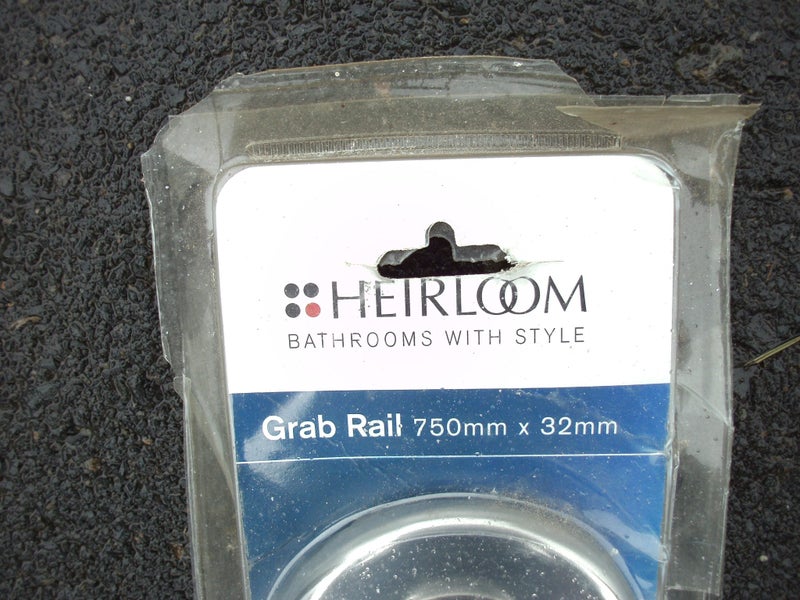 HEIRLOOM
BATHROOMS WITH STYLE
Grab Rail 750mm x 32mm